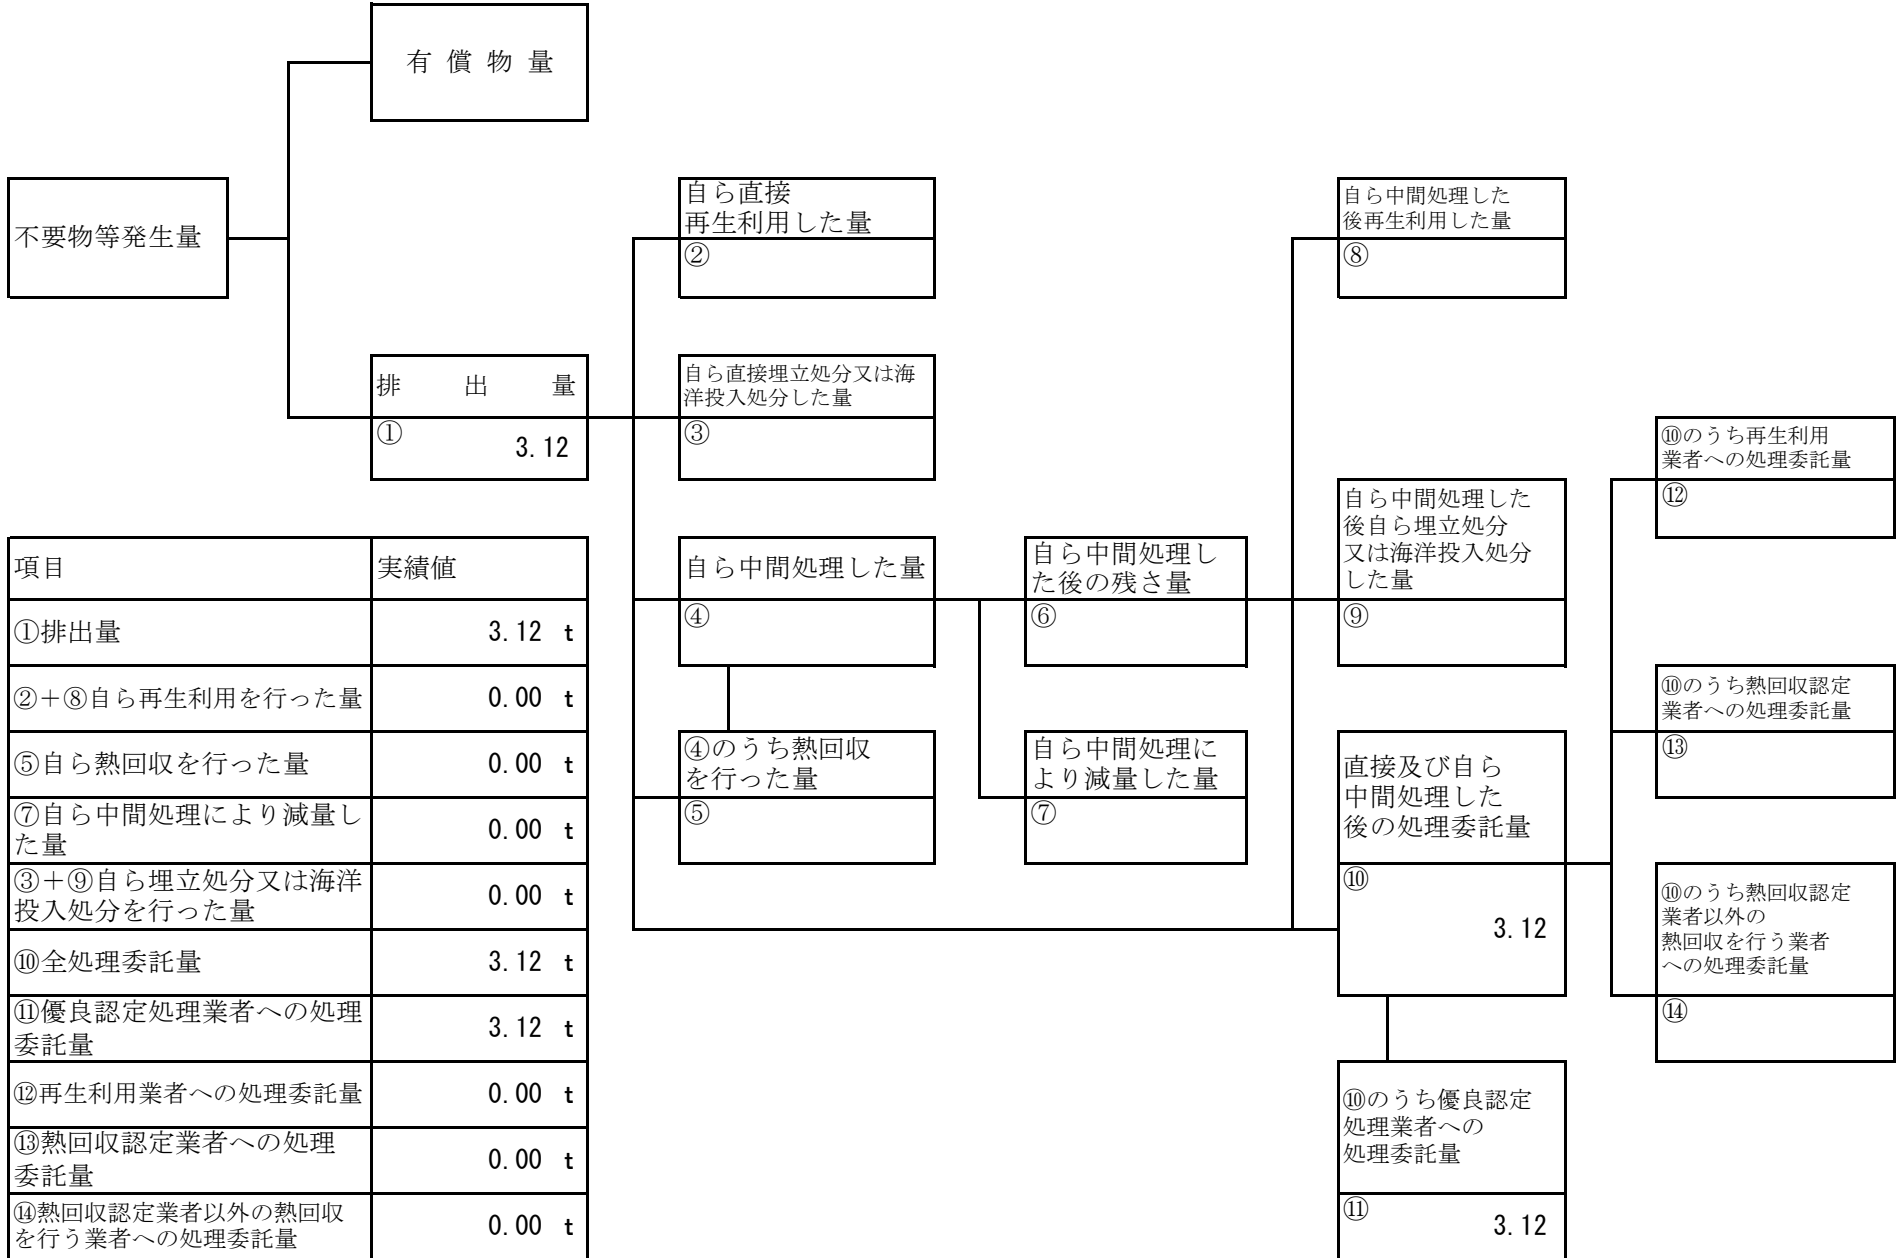 有 償 物 量
不要物等発生量
自ら直接
再生利用した量
②
自ら中間処理した
後再生利用した量
⑧
排 出 量
① 3.12
自ら直接埋立処分又は海
洋投入処分した量
③
⑩のうち再生利用
業者への処理委託量
⑫
自ら中間処理した
後自ら埋立処分
又は海洋投入処分
した量
⑨
自ら中間処理した量
④
自ら中間処理し
た後の残さ量
⑥
④のうち熱回収
を行った量
⑤
自ら中間処理に
より減量した量
⑦
⑩のうち熱回収認定
業者への処理委託量
⑬
直接及び自ら
中間処理した
後の処理委託量
⑩
3.12
⑩のうち熱回収認定
業者以外の
熱回収を行う業者
への処理委託量
⑭
⑩のうち優良認定
処理業者への
処理委託量
⑪ 3.12
項目 実績値
①排出量 3.12 t
②＋⑧自ら再生利用を行った量 0.00 t
⑤自ら熱回収を行った量 0.00 t
⑦自ら中間処理により減量し
た量 0.00 t
③＋⑨自ら埋立処分又は海洋
投入処分を行った量 0.00 t
⑩全処理委託量 3.12 t
⑪優良認定処理業者への処理
委託量 3.12 t
⑫再生利用業者への処理委託量 0.00 t
⑬熱回収認定業者への処理
委託量 0.00 t
⑭熱回収認定業者以外の熱回収
を行う業者への処理委託量 0.00 t